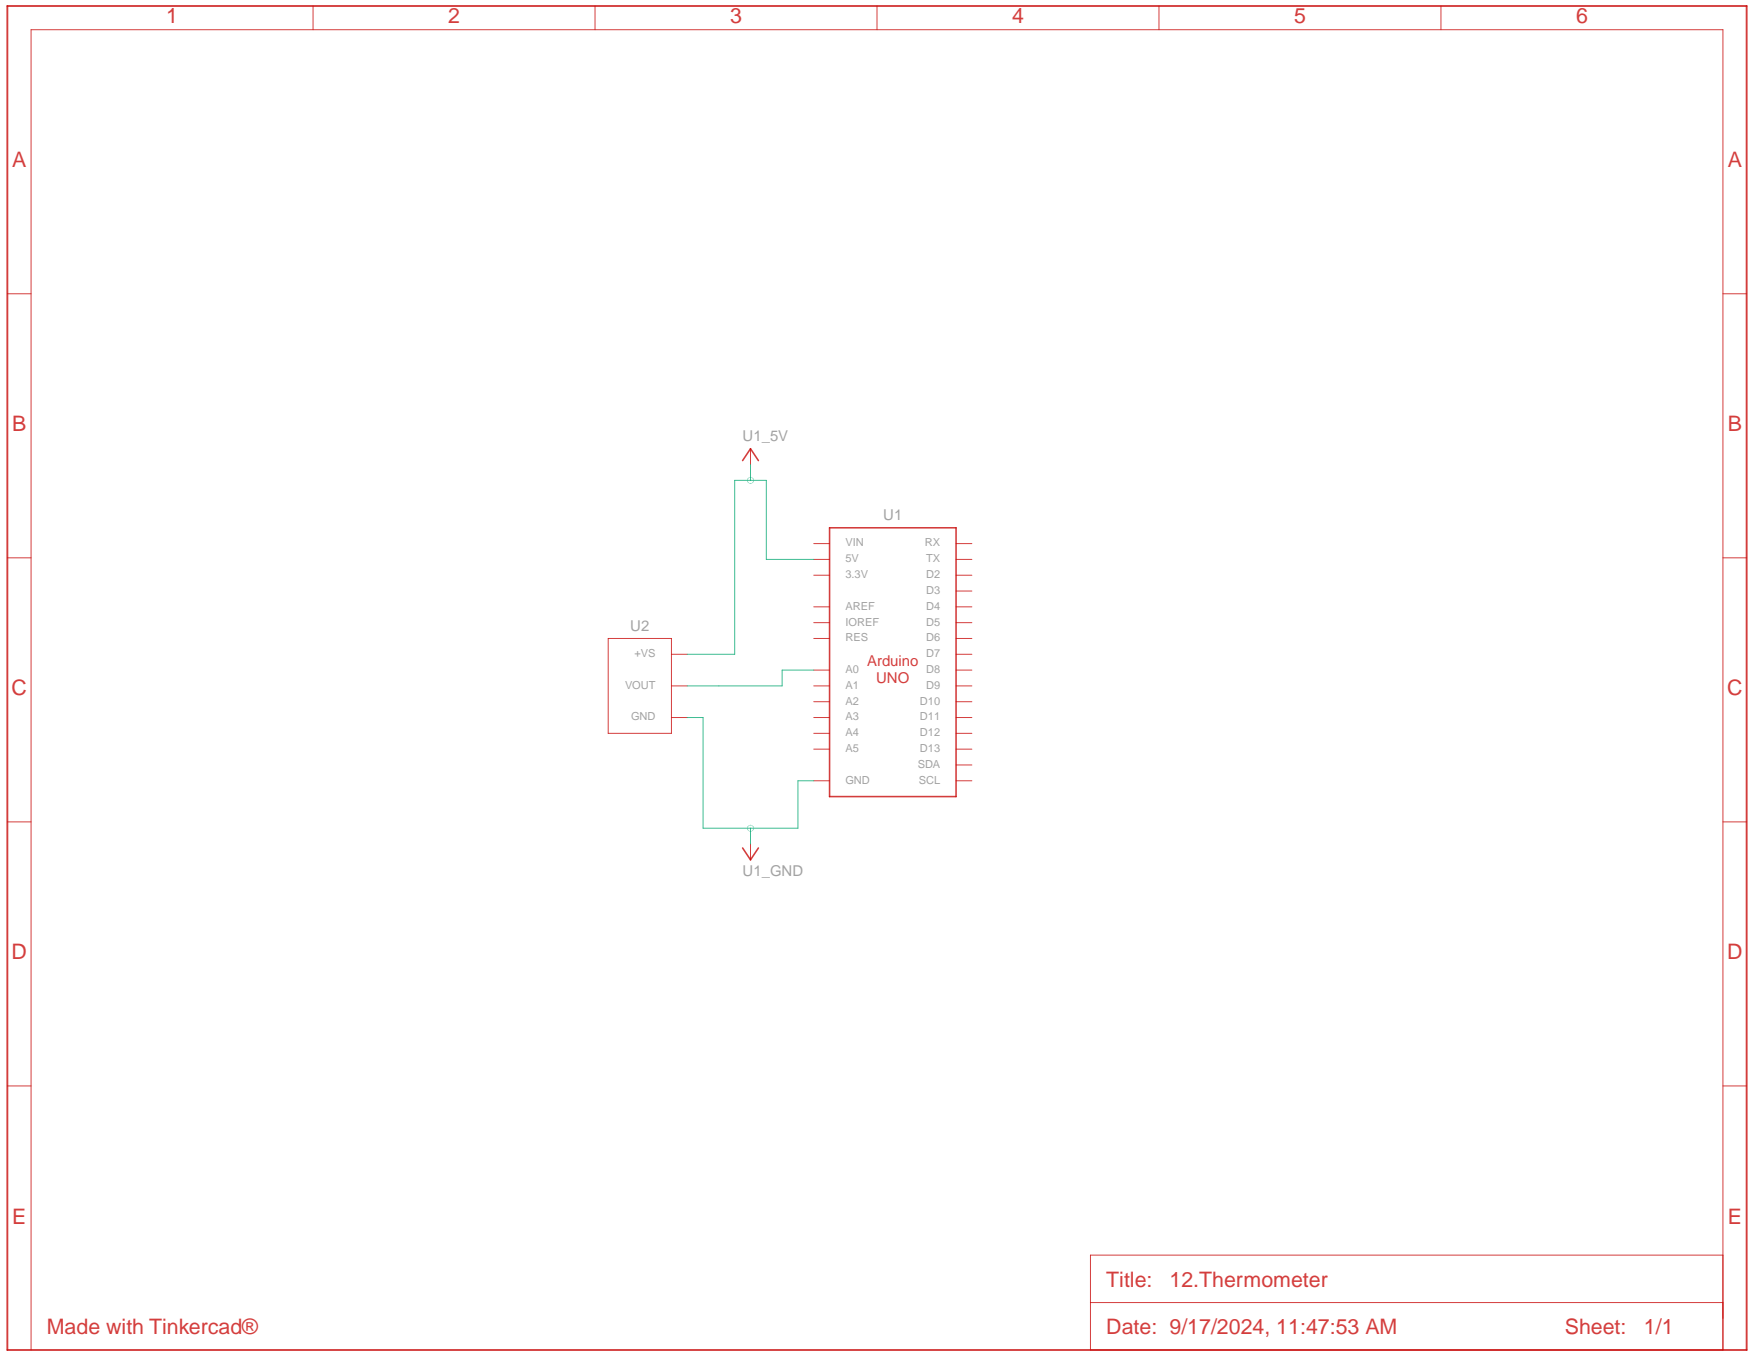 1 2 3 4 5 6
A A
B B
U1_5V
U1
VIN RX
5V TX
3.3V D2
D3
AREF D4
IOREF D5
U2
RES D6
+VS D7
Arduino
A0 D8
UNO
VOUT A1 D9
C C
A2 D10
GND A3 D11
A4 D12
A5 D13
SDA
GND SCL
U1_GND
D D
E E
Title: 12.Thermometer
Made with Tinkercad®
Date: 9/17/2024, 11:47:53 AM Sheet: 1/1